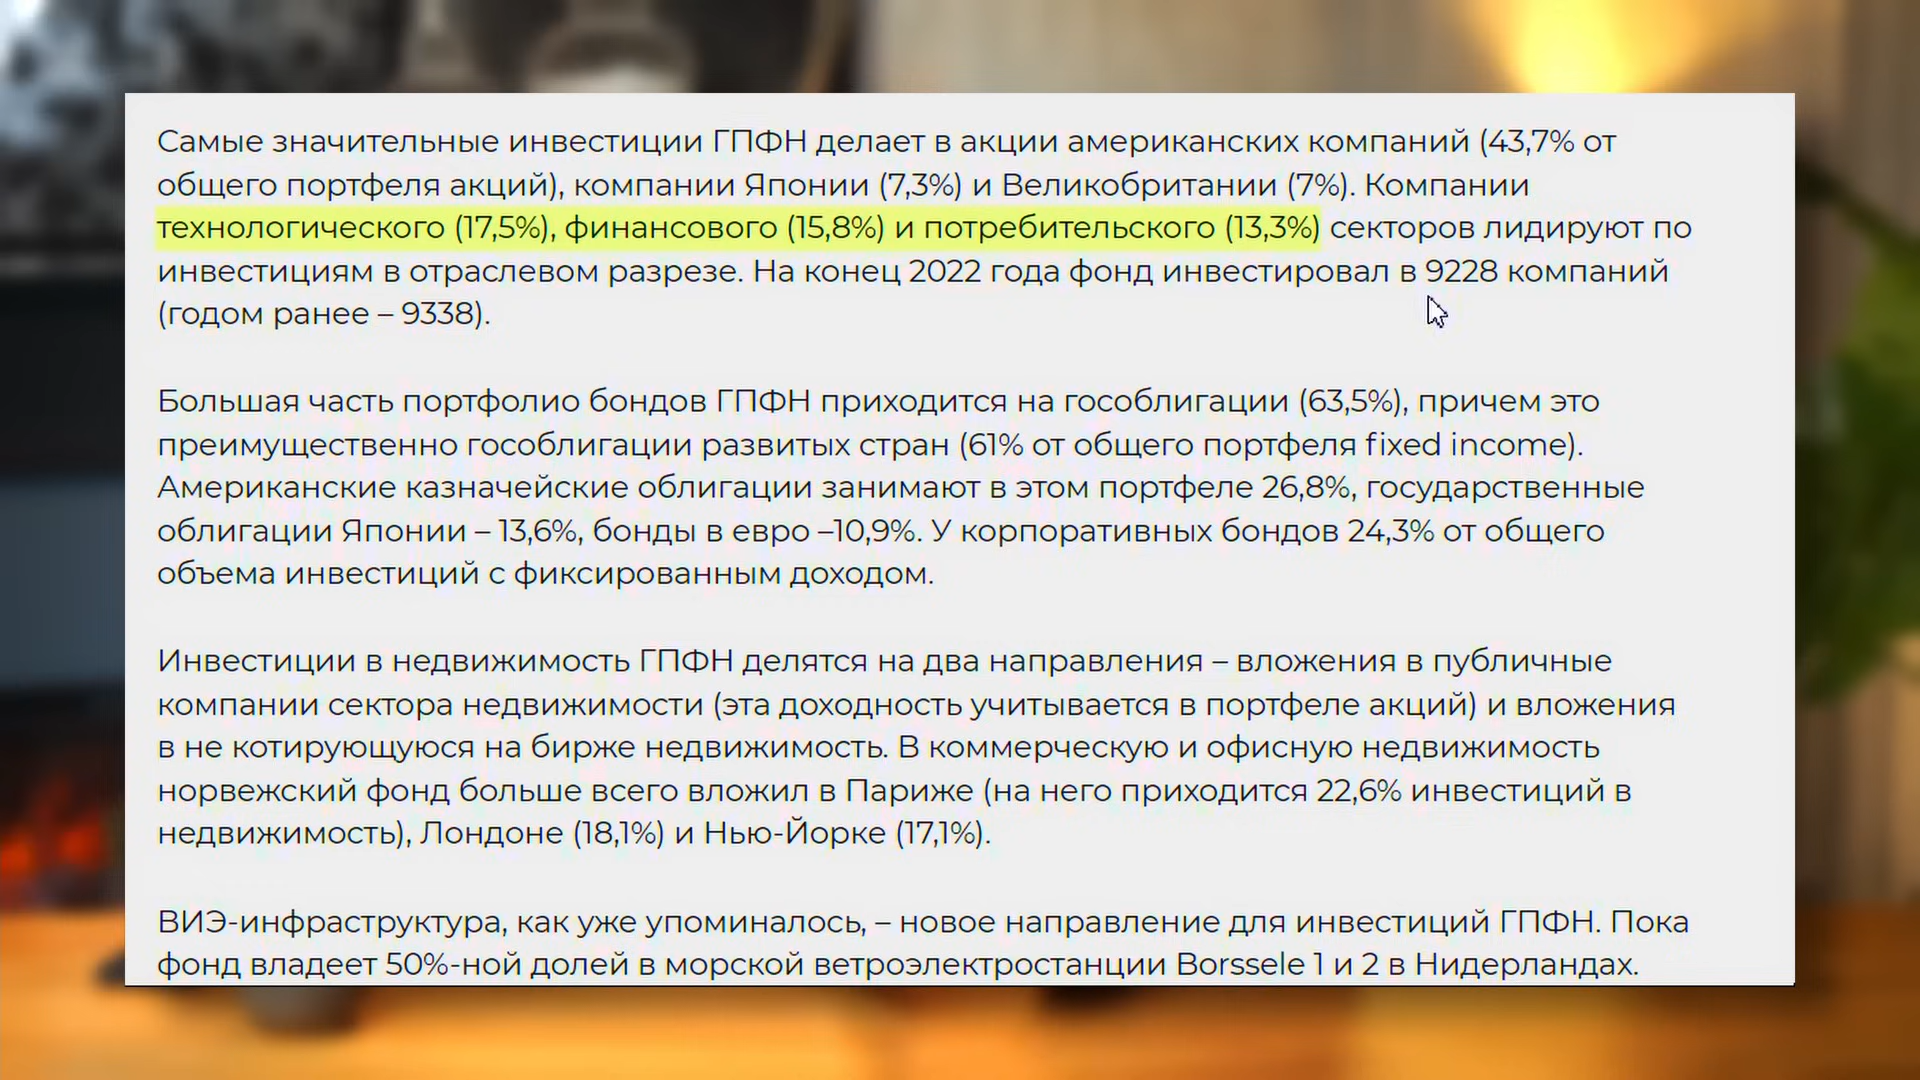 Самые значительные инвестиции ГПФН делает в акции американских компаний (43,7% от
общего портфеля акций), компании Японии (7,3%) и Великобритании (7%). Компании
технологического (17,5%), финансового (15,8%) и потребительского (13,3%) секторов лидируют по
инвестициям в отраслевом разрезе. На конец 2022 года фонд инвестировал в 9228 компаний
(годом ранее – 9338).
Большая часть портфолио бондов ГПФН приходится на гособлигации (63,5%), причем это
преимущественно гособлигации развитых стран (61% от общего портфеля fixed income).
Американские казначейские облигации занимают в этом портфеле 26,8%, государственные
облигации Японии – 13,6%, бонды в евро –10,9%. У корпоративных бондов 24,3% от общего
объема инвестиций с фиксированным доходом.
Инвестиции в недвижимость ГПФН делятся на два направления – вложения в публичные
компании сектора недвижимости (эта доходность учитывается в портфеле акций) и вложения
в не котирующуюся на бирже недвижимость. В коммерческую и офисную недвижимость
норвежский фонд больше всего вложил в Париже (на него приходится 22,6% инвестиций в
недвижимость), Лондоне (18,1%) и Нью-Йорке (17,1%).
ВИЭ-инфраструктура, как уже упоминалось, – новое направление для инвестиций ГПФН. Пока
фонд владеет 50%-ной долей в морской ветроэлектростанции Borssele 1 и 2 в Нидерландах.